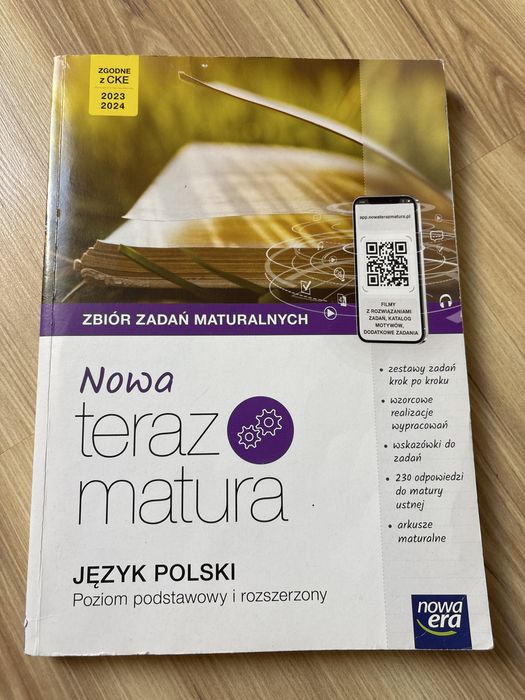 ZGODNE
z CKE
2023
2024
app.nowaterazmatura.pl
FILMY
Z ROZWIĄZANIAMI
ZADAŃ, KATALOG
MOTYWÓW,
DODATKOWE ZADANIA
ZBIÓR ZADAŃ MATURALNYCH
Nowa
teraz
matura
• zestawy zadań
krok po kroku
• wzorcowe
realizacje
wypracowań
• wskazówki do
zadań
• 230 odpowiedzi
do matury
ustnej
• arkusze
maturalne
JĘZYK POLSKI
Poziom podstawowy i rozszerzony
nowa
era